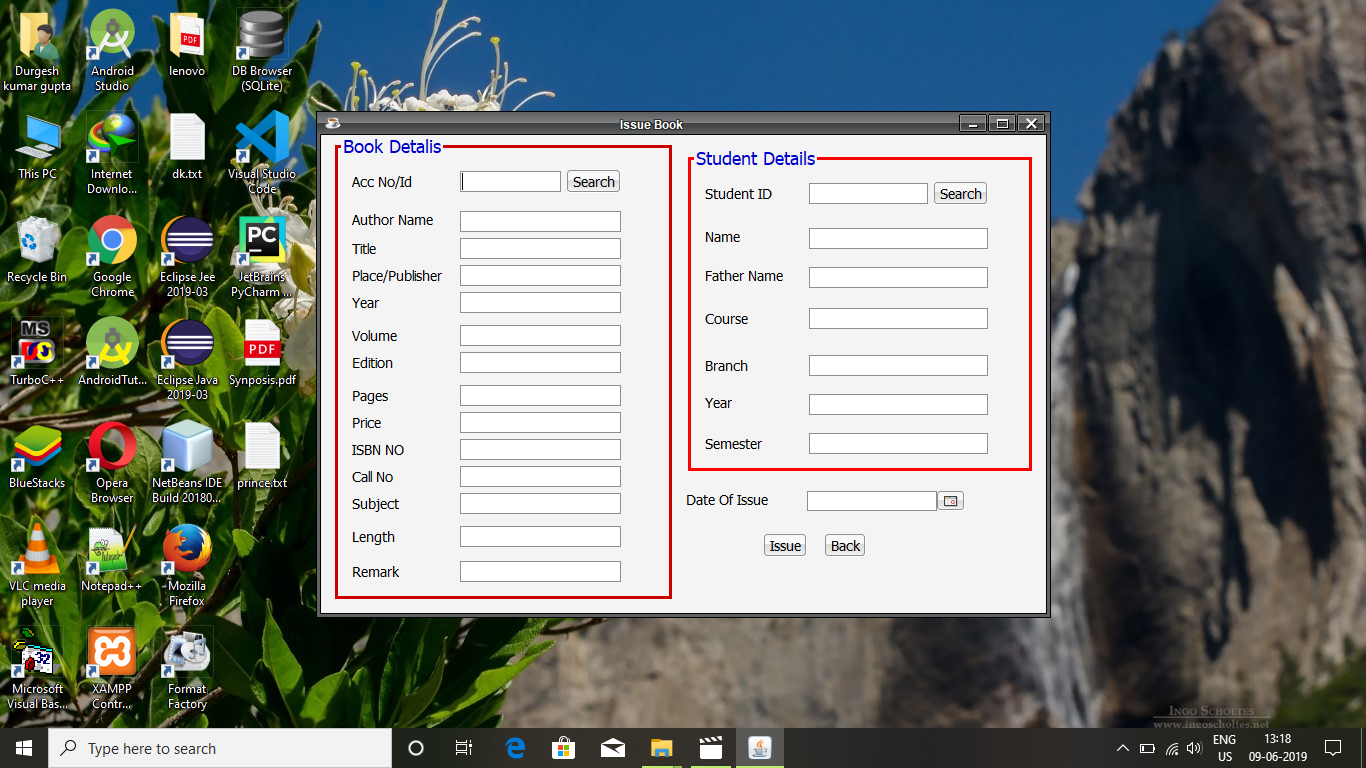 Durgesh
kumar gupta
Android
Studio
lenovo
DB Browser
(SQLite)
This PC
Internet
Downlo...
dk.txt
Visual Studio
Code
Recycle Bin
Google
Chrome
Eclipse Jee
2019-03
PC
JetBrains
PyCharm ...
MS
TurboC++
AndroidTut...
Eclipse Java
2019-03
PDF
Synposis.pdf
BlueStacks
Opera
Browser
NetBeans IDE
Build 20180...
prince.txt
VLC media
player
Notepad++
Mozilla
Firefox
32
Microsoft
Visual Bas...
XAMPP
Contr...
Format
Factory
Issue Book
Book Detalis
Acc No/Id
Search
Author Name
Title
Place/Publisher
Year
Volume
Edition
Pages
Price
ISBN NO
Call No
Subject
Length
Remark
Student Details
Student ID
Search
Name
Father Name
Course
Branch
Year
Semester
Date Of Issue
Issue
Back
Ingo Scholtes
www.ingoscholtes.net
Type here to search
ENG
US
13:18
09-06-2019